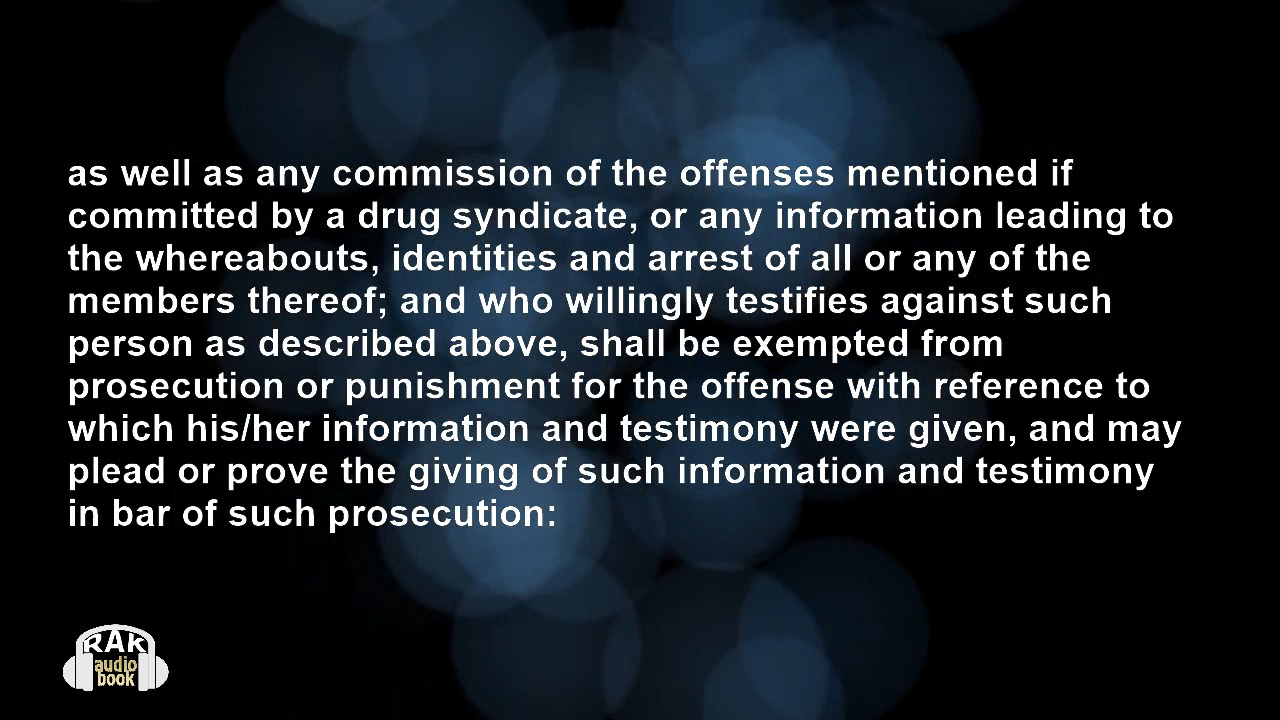 as well as any commission of the offenses mentioned if
committed by a drug syndicate, or any information leading to
the whereabouts, identities and arrest of all or any of the
members thereof; and who willingly testifies against such
person as described above, shall be exempted from
prosecution or punishment for the offense with reference to
which his/her information and testimony were given, and may
plead or prove the giving of such information and testimony
in bar of such prosecution:
RAK
audio
book